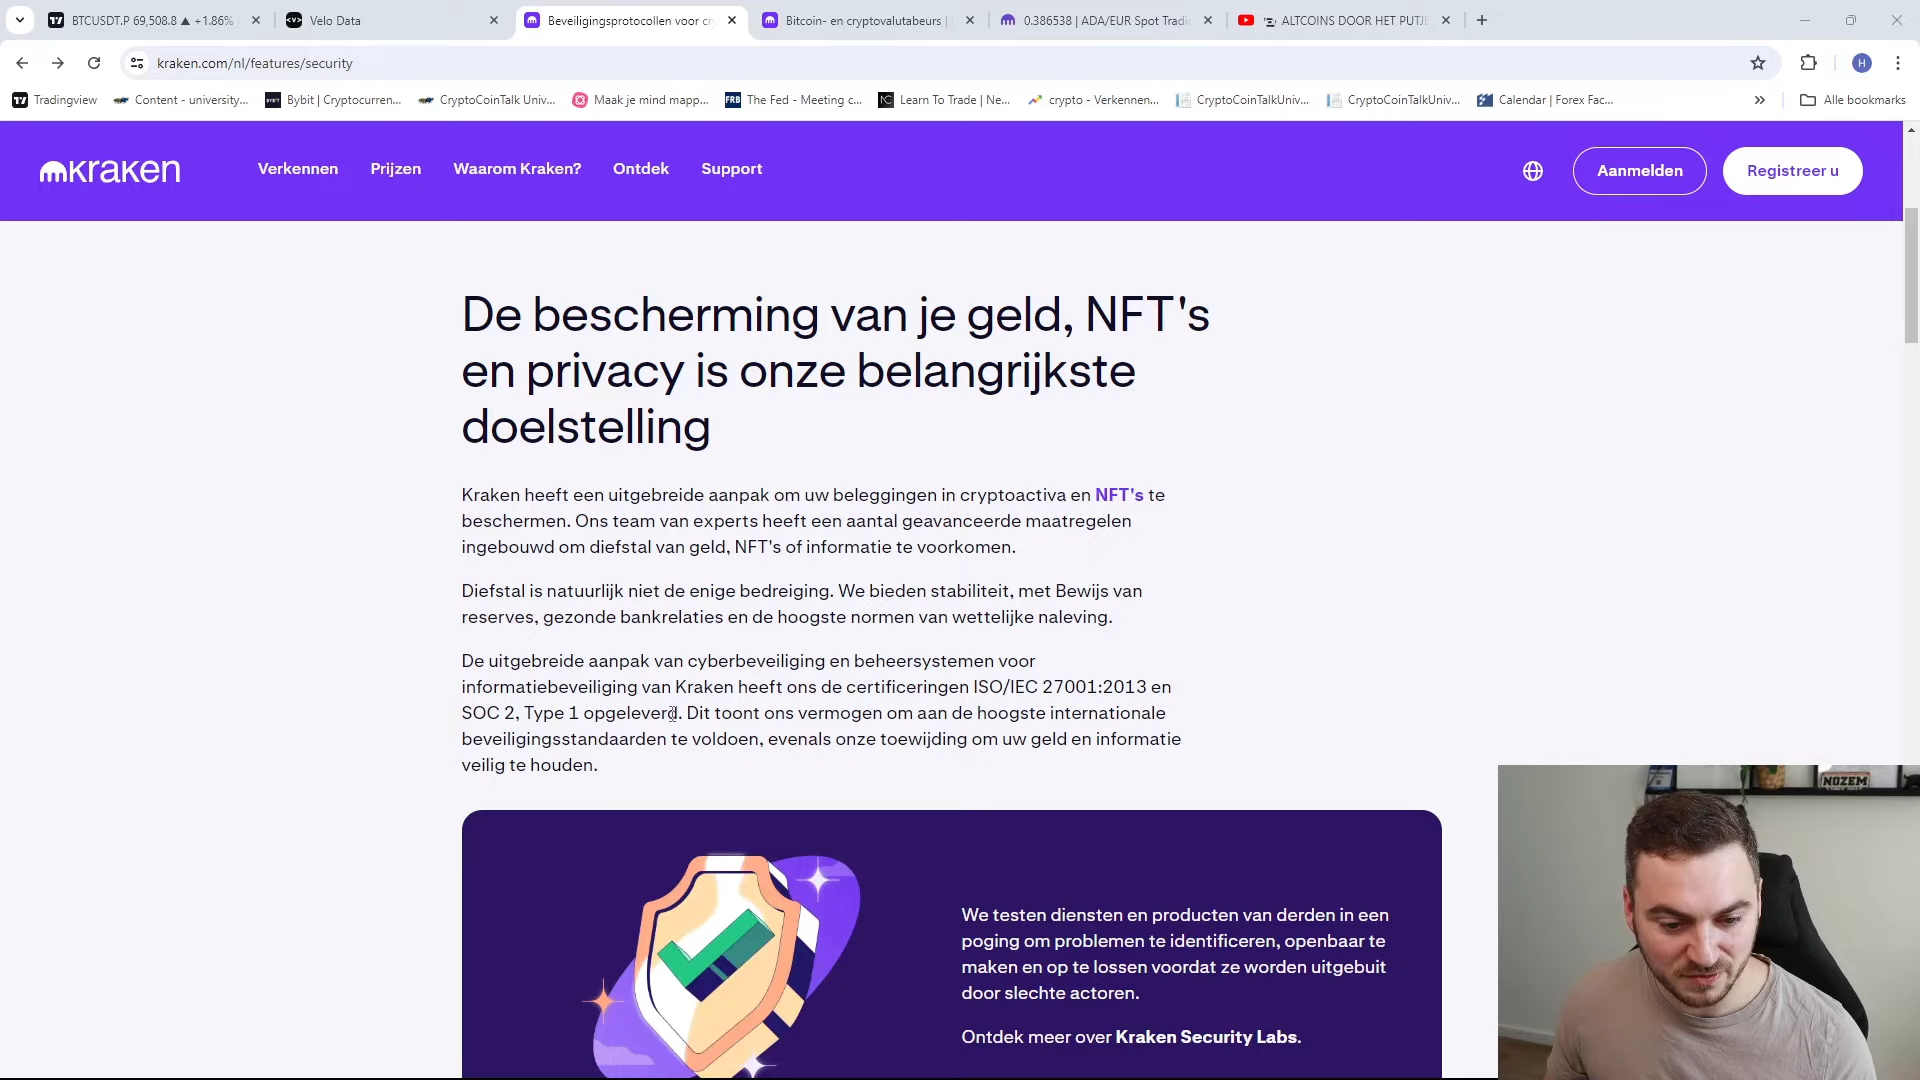 BTCUSDT.P 69,508.8 ▲ +1.86%
Velo Data
Beveiligingsprotocollen voor cr
Bitcoin- en cryptovalutabeurs |
0.386538 | ADA/EUR Spot Tradi
ALTCOINS DOOR HET PUTJE
kraken.com/nl/features/security
H
Tradingview
Content - university...
Bybit | Cryptocurren...
CryptoCoinTalk Univ...
Maak je mind mapp...
FRB
The Fed - Meeting c...
NC
Learn To Trade | Ne...
crypto - Verkennen...
CryptoCoinTalkUniv...
CryptoCoinTalkUniv...
Calendar | Forex Fac...
Alle bookmarks
kraken
Verkennen
Prijzen
Waarom Kraken?
Ontdek
Support
Aanmelden
Registreer u
De bescherming van je geld, NFT's
en privacy is onze belangrijkste
doelstelling
Kraken heeft een uitgebreide aanpak om uw beleggingen in cryptoactiva en NFT's te
beschermen. Ons team van experts heeft een aantal geavanceerde maatregelen
ingebouwd om diefstal van geld, NFT's of informatie te voorkomen.
Diefstal is natuurlijk niet de enige bedreiging. We bieden stabiliteit, met Bewijs van
reserves, gezonde bankrelaties en de hoogste normen van wettelijke naleving.
De uitgebreide aanpak van cyberbeveiliging en beheersystemen voor
informatiebeveiliging van Kraken heeft ons de certificeringen ISO/IEC 27001:2013 en
SOC 2, Type 1 opgeleverd. Dit toont ons vermogen om aan de hoogste internationale
beveiligingsstandaarden te voldoen, evenals onze toewijding om uw geld en informatie
veilig te houden.
We testen diensten en producten van derden in een
poging om problemen te identificeren, openbaar te
maken en op te lossen voordat ze worden uitgebuit
door slechte actoren.
Ontdek meer over Kraken Security Labs.
NOZEM